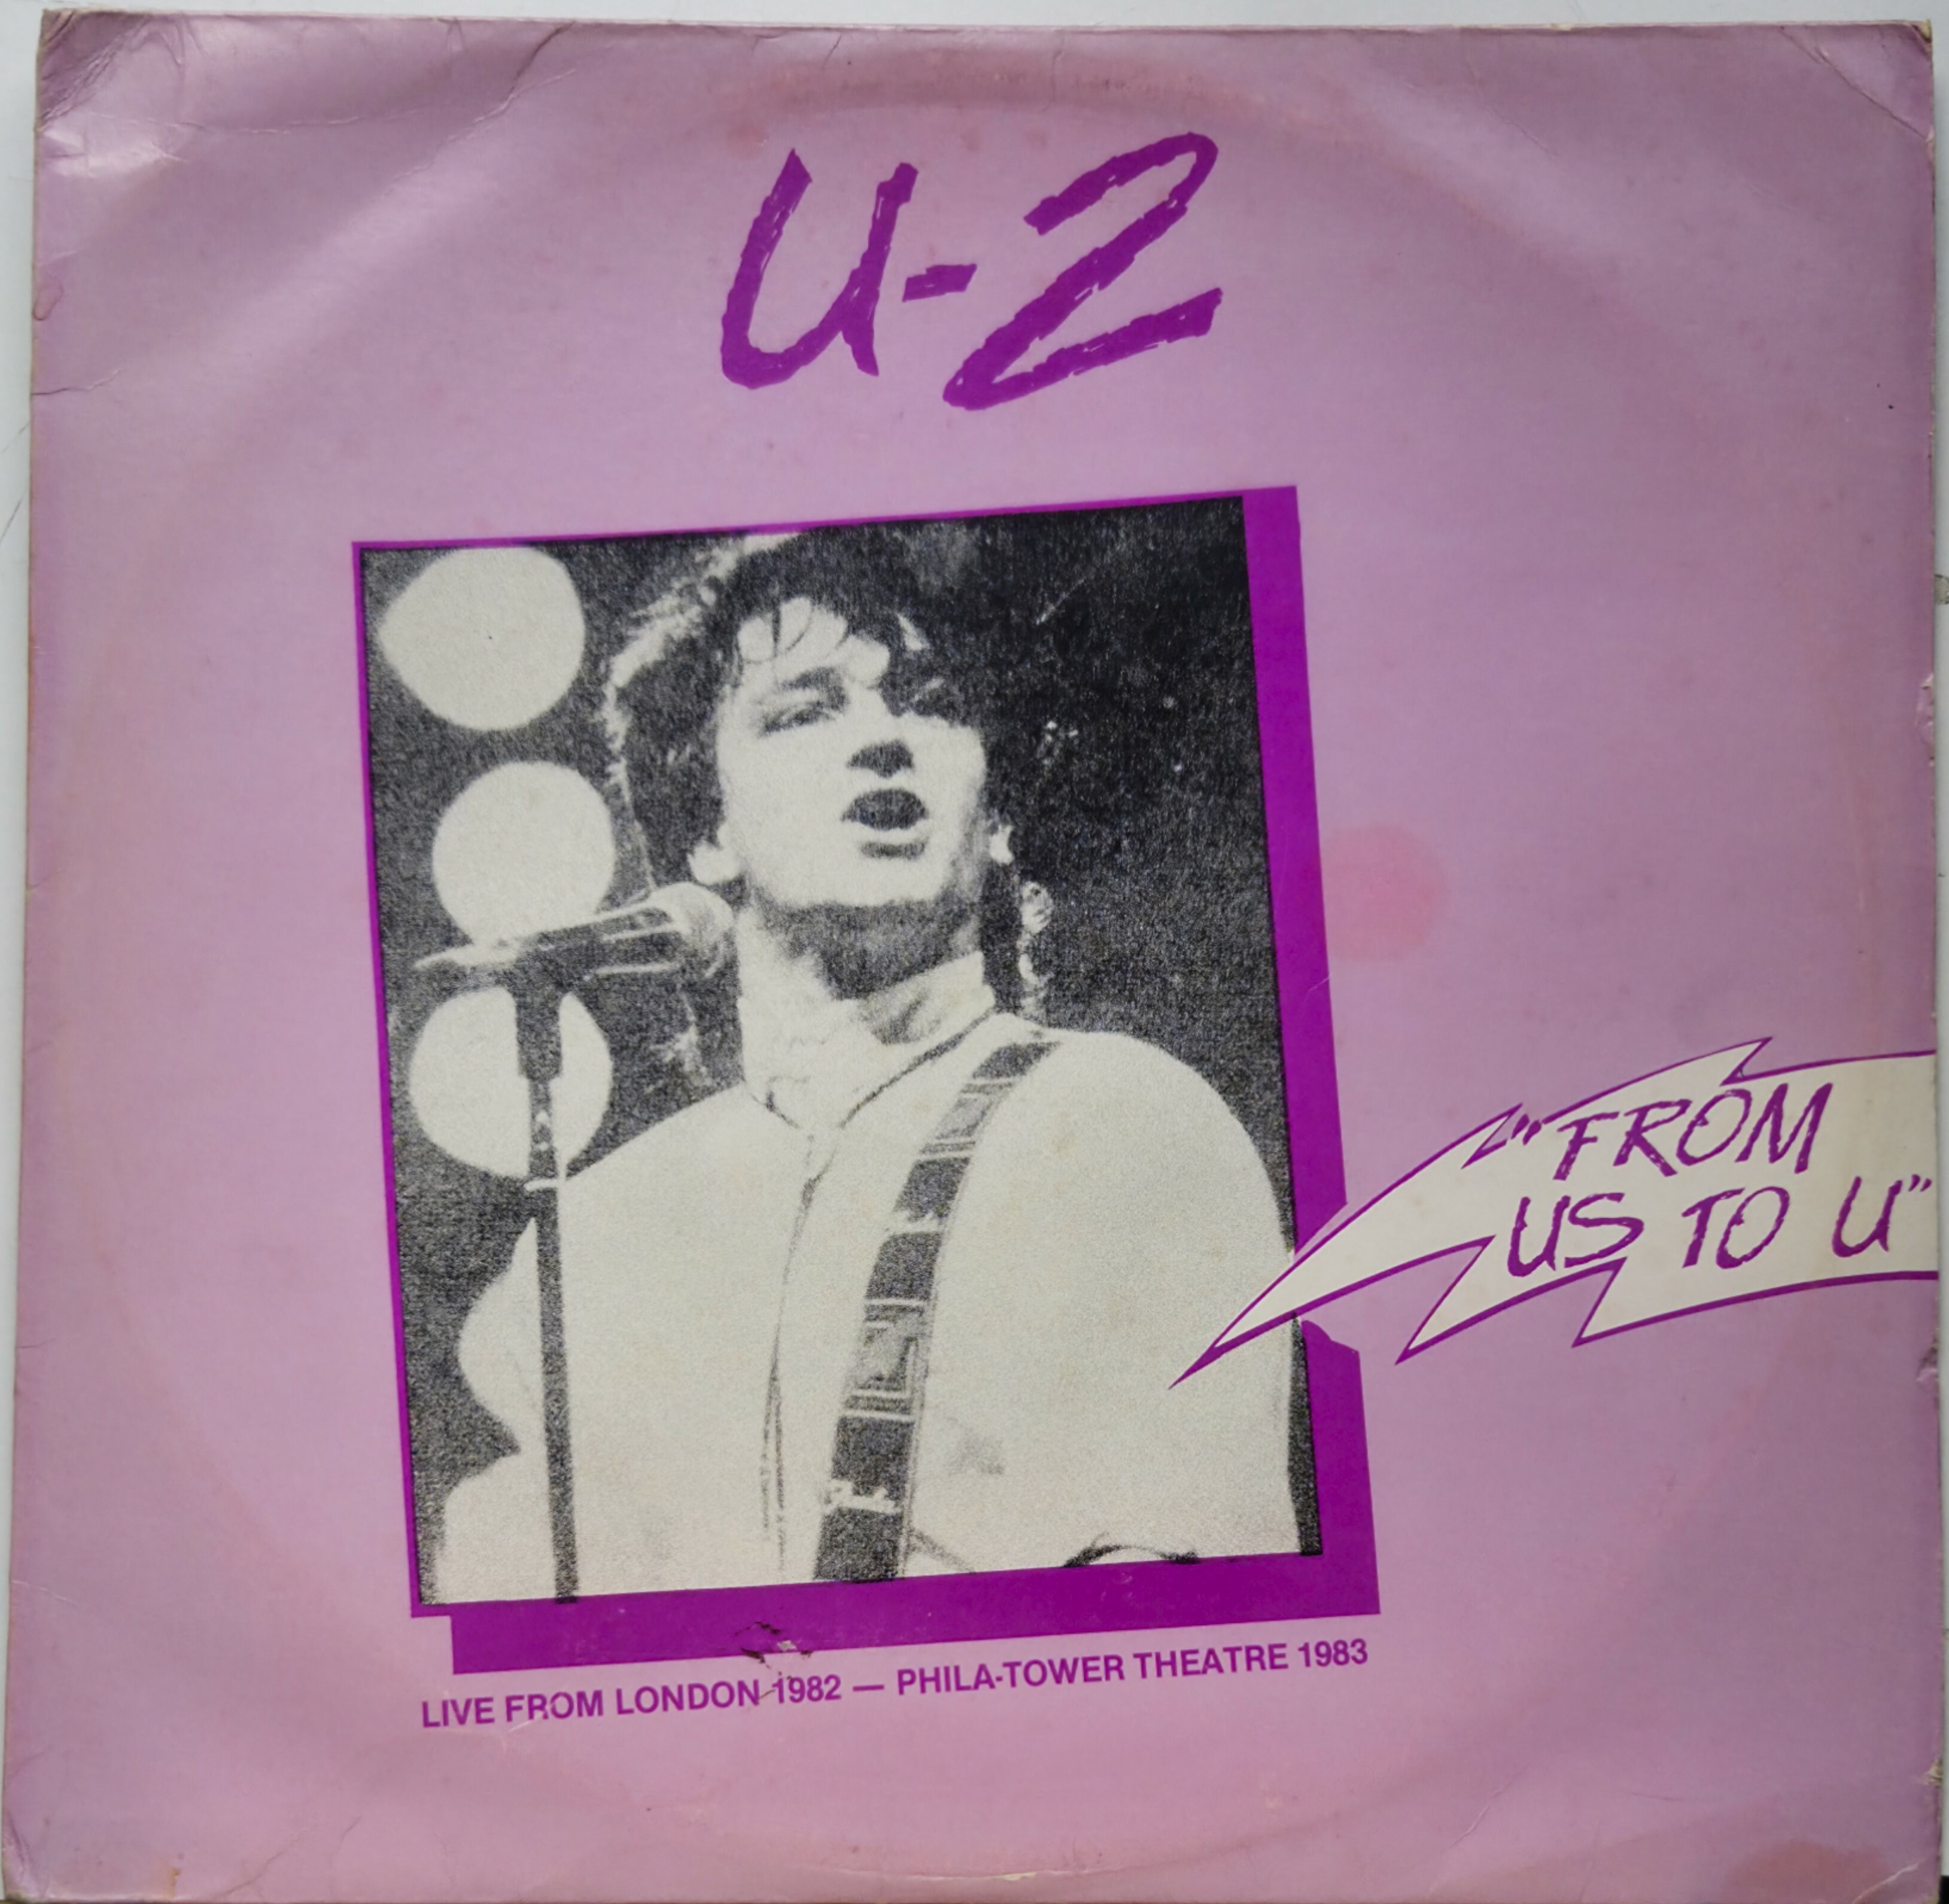 U-2
"FROM
US TO U"
LIVE FROM LONDON 1982 — PHILA-TOWER THEATRE 1983